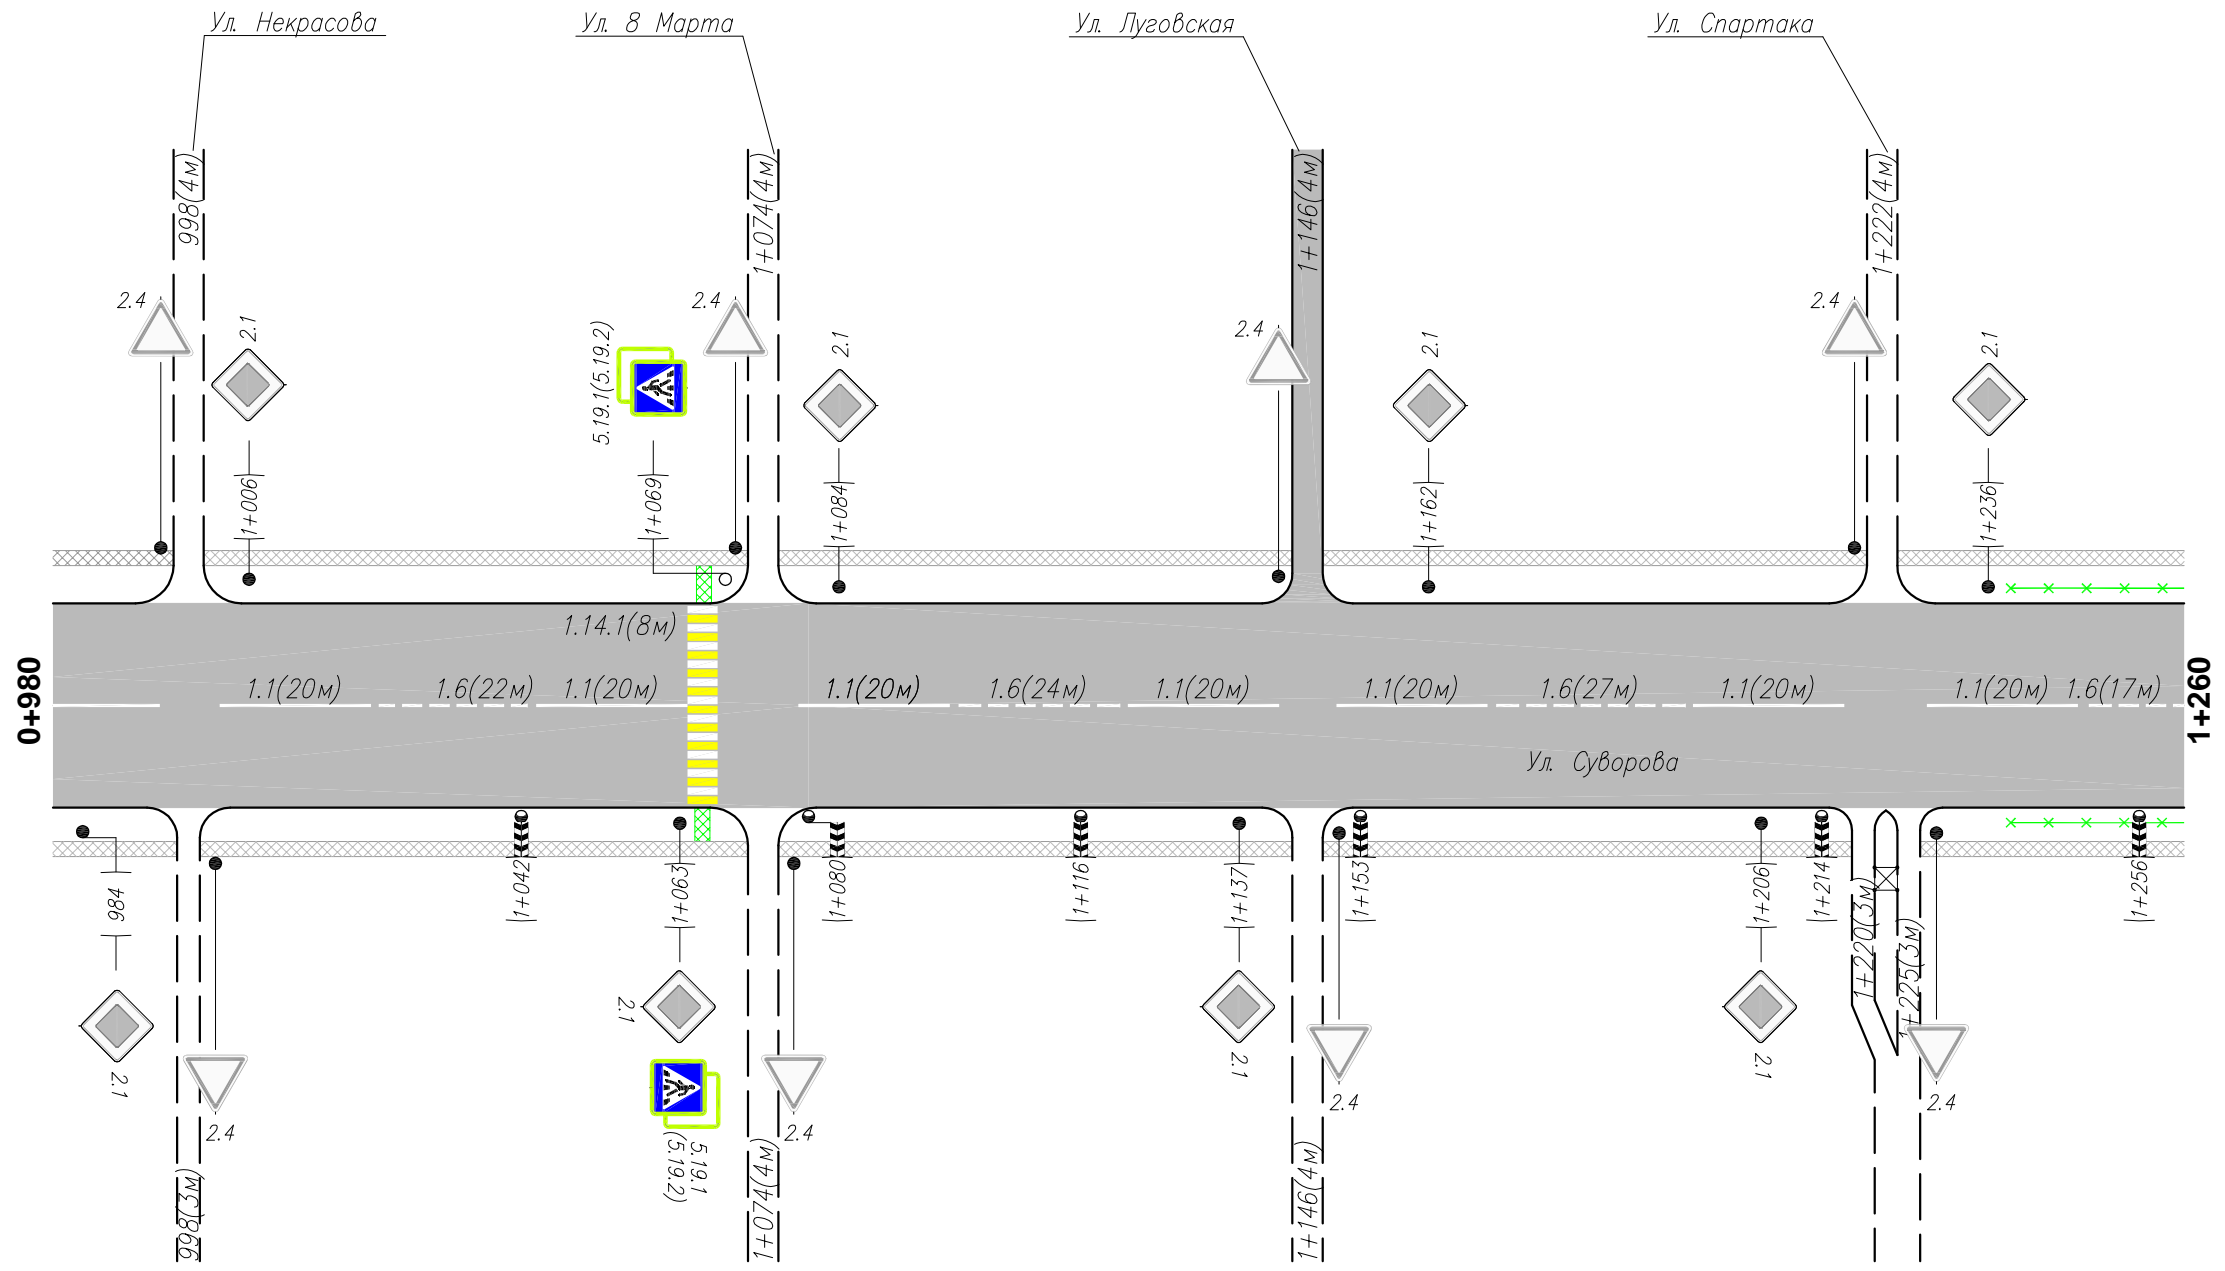 Ул. Некрасова
Ул. 8 Марта
Ул. Луговская
Ул. Спартака
998(4м)
1+074(4м)
1+146(4м)
1+222(4м)
2.4
2.1
5.19.1(5.19.2)
2.4
2.1
2.4
2.1
2.4
2.1
1+006
1+069
1+084
1+162
1+236
1.14.1(8м)
0+980
1.1(20м)
1.6(22м)
1.1(20м)
1.1(20м)
1.6(24м)
1.1(20м)
1.1(20м)
1.6(27м)
1.1(20м)
1.1(20м)
1.6(17м)
1+260
Ул. Суворова
984
1+042
1+063
1+080
1+116
1+137
1+153
1+206
1+214
1+220(3м)
1+225(3м)
1+256
2.1
2.4
2.1
5.19.1
(5.19.2)
2.4
2.1
2.4
2.1
2.4
998(3м)
1+074(4м)
1+146(4м)